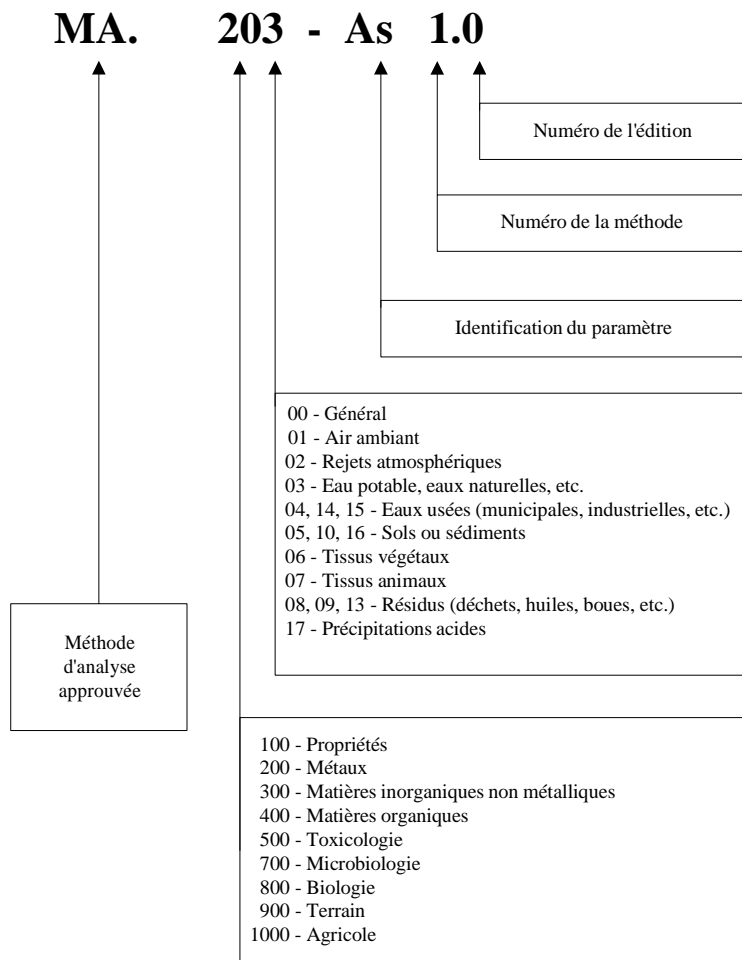 MA. 203 - As 1.0
Numéro de l'édition
Numéro de la méthode
Identification du paramètre
00 - Général
01 - Air ambiant
02 - Rejets atmosphériques
03 - Eau potable, eaux naturelles, etc.
04, 14, 15 - Eaux usées (municipales, industrielles, etc.)
05, 10, 16 - Sols ou sédiments
06 - Tissus végétaux
07 - Tissus animaux
08, 09, 13 - Résidus (déchets, huiles, boues, etc.)
17 - Précipitations acides
Méthode
d'analyse
approuvée
100 - Propriétés
200 - Métaux
300 - Matières inorganiques non métalliques
400 - Matières organiques
500 - Toxicologie
700 - Microbiologie
800 - Biologie
900 - Terrain
1000 - Agricole